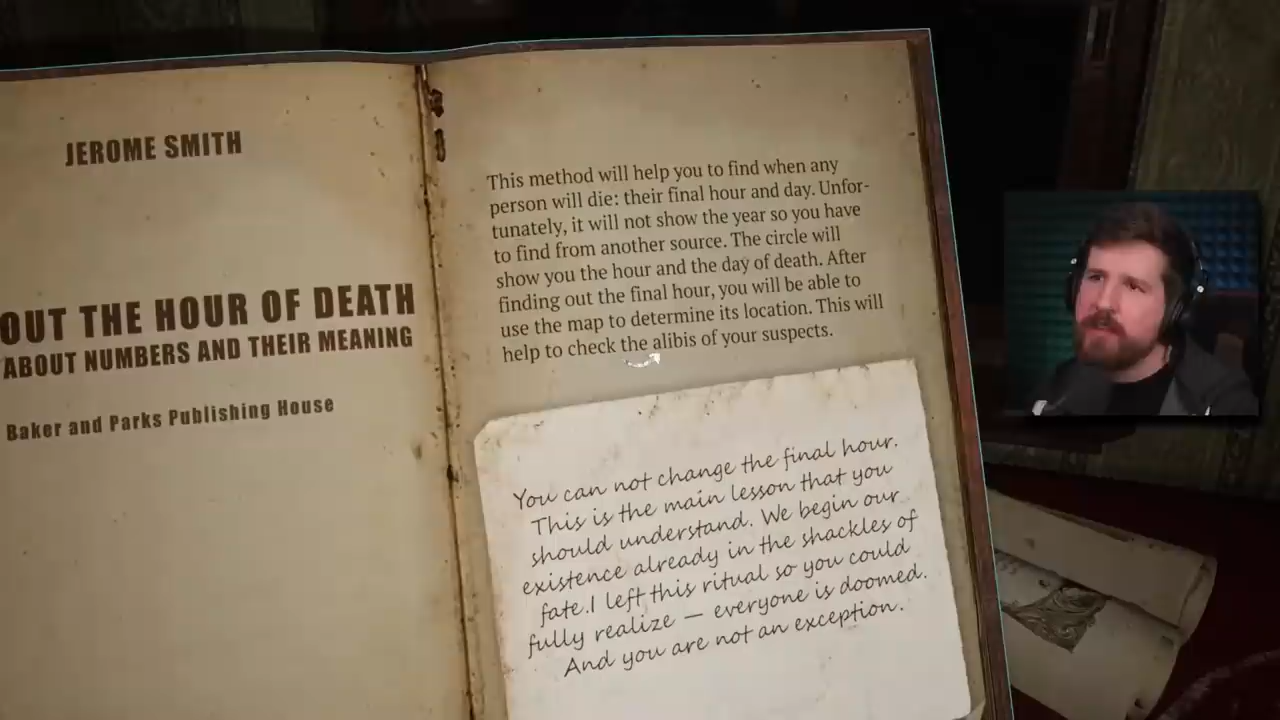 JEROME SMITH
OUT THE HOUR OF DEATH
ABOUT NUMBERS AND THEIR MEANING
Baker and Parks Publishing House
This method will help you to find when any
person will die: their final hour and day. Unfor-
tunately, it will not show the year so you have
to find from another source. The circle will
show you the hour and the day of death. After
finding out the final hour, you will be able to
use the map to determine its location. This will
help to check the alibis of your suspects.
You can not change the final hour.
This is the main lesson that you
should understand. We begin our
existence already in the shackles of
fate.I left this ritual so you could
fully realize — everyone is doomed.
And you are not an exception.